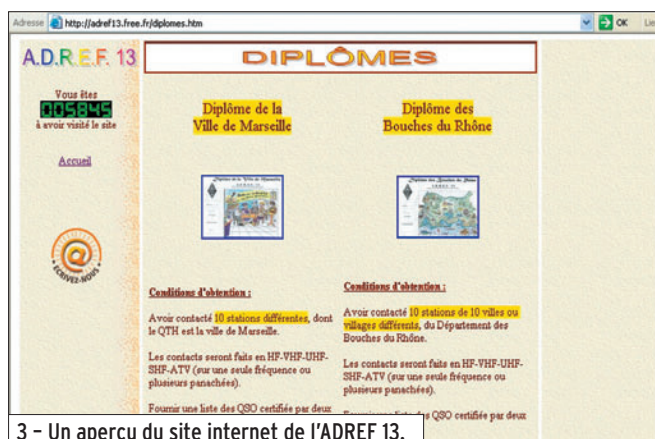 Adresse http://adref13.free.fr/diplomes.htm OK Lie
A.D.R.E.F. 13
DIPLÔMES
Vous êtes
005845
à avoir visité le site
Accueil
ECRIVEZ-NOUS
Diplôme de la
Ville de Marseille
Conditions d'obtention :
Avoir contacté 10 stations différentes, dont
le QTH est la ville de Marseille.
Les contacts seront faits en HF-VHF-UHF-
SHF-ATV (sur une seule fréquence ou
plusieurs panachées).
Fournir une liste des QSO certifiée par deux
Diplôme des
Bouches du Rhône
Conditions d'obtention :
Avoir contacté 10 stations de 10 villes ou
villages différents, du Département des
Bouches du Rhône.
Les contacts seront faits en HF-VHF-UHF-
SHF-ATV (sur une seule fréquence ou
plusieurs panachées).
QSO certifiée par deux
3 – Un aperçu du site internet de l'ADREF 13.